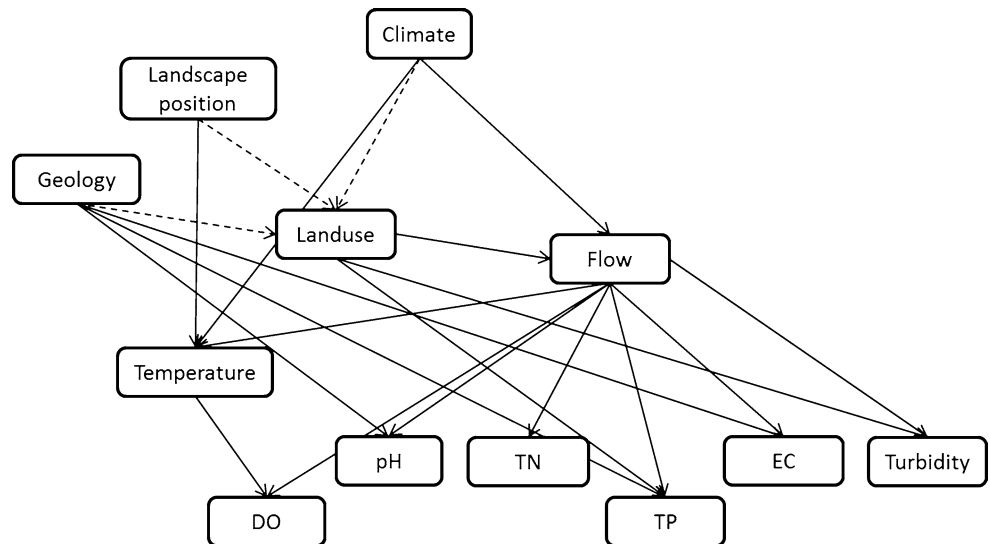 Climate
Landscape
position
Geology
Landuse
Flow
Temperature
pH
TN
EC
Turbidity
DO
TP